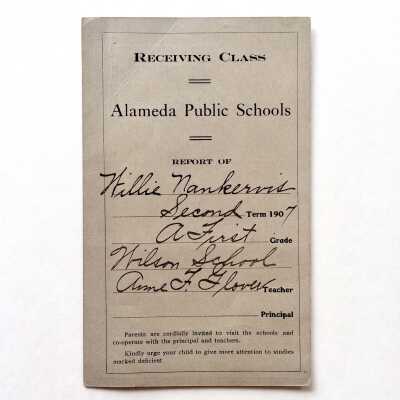 RECEIVING CLASS
Alameda Public Schools
REPORT OF
Willie Nankervis
Second Term 1907
A First Grade
Wilson School
Anne F. Glover Teacher
Principal
Parents are cordially invited to visit the schools and
co-operate with the principal and teachers.
Kindly urge your child to give more attention to studies
marked deficient